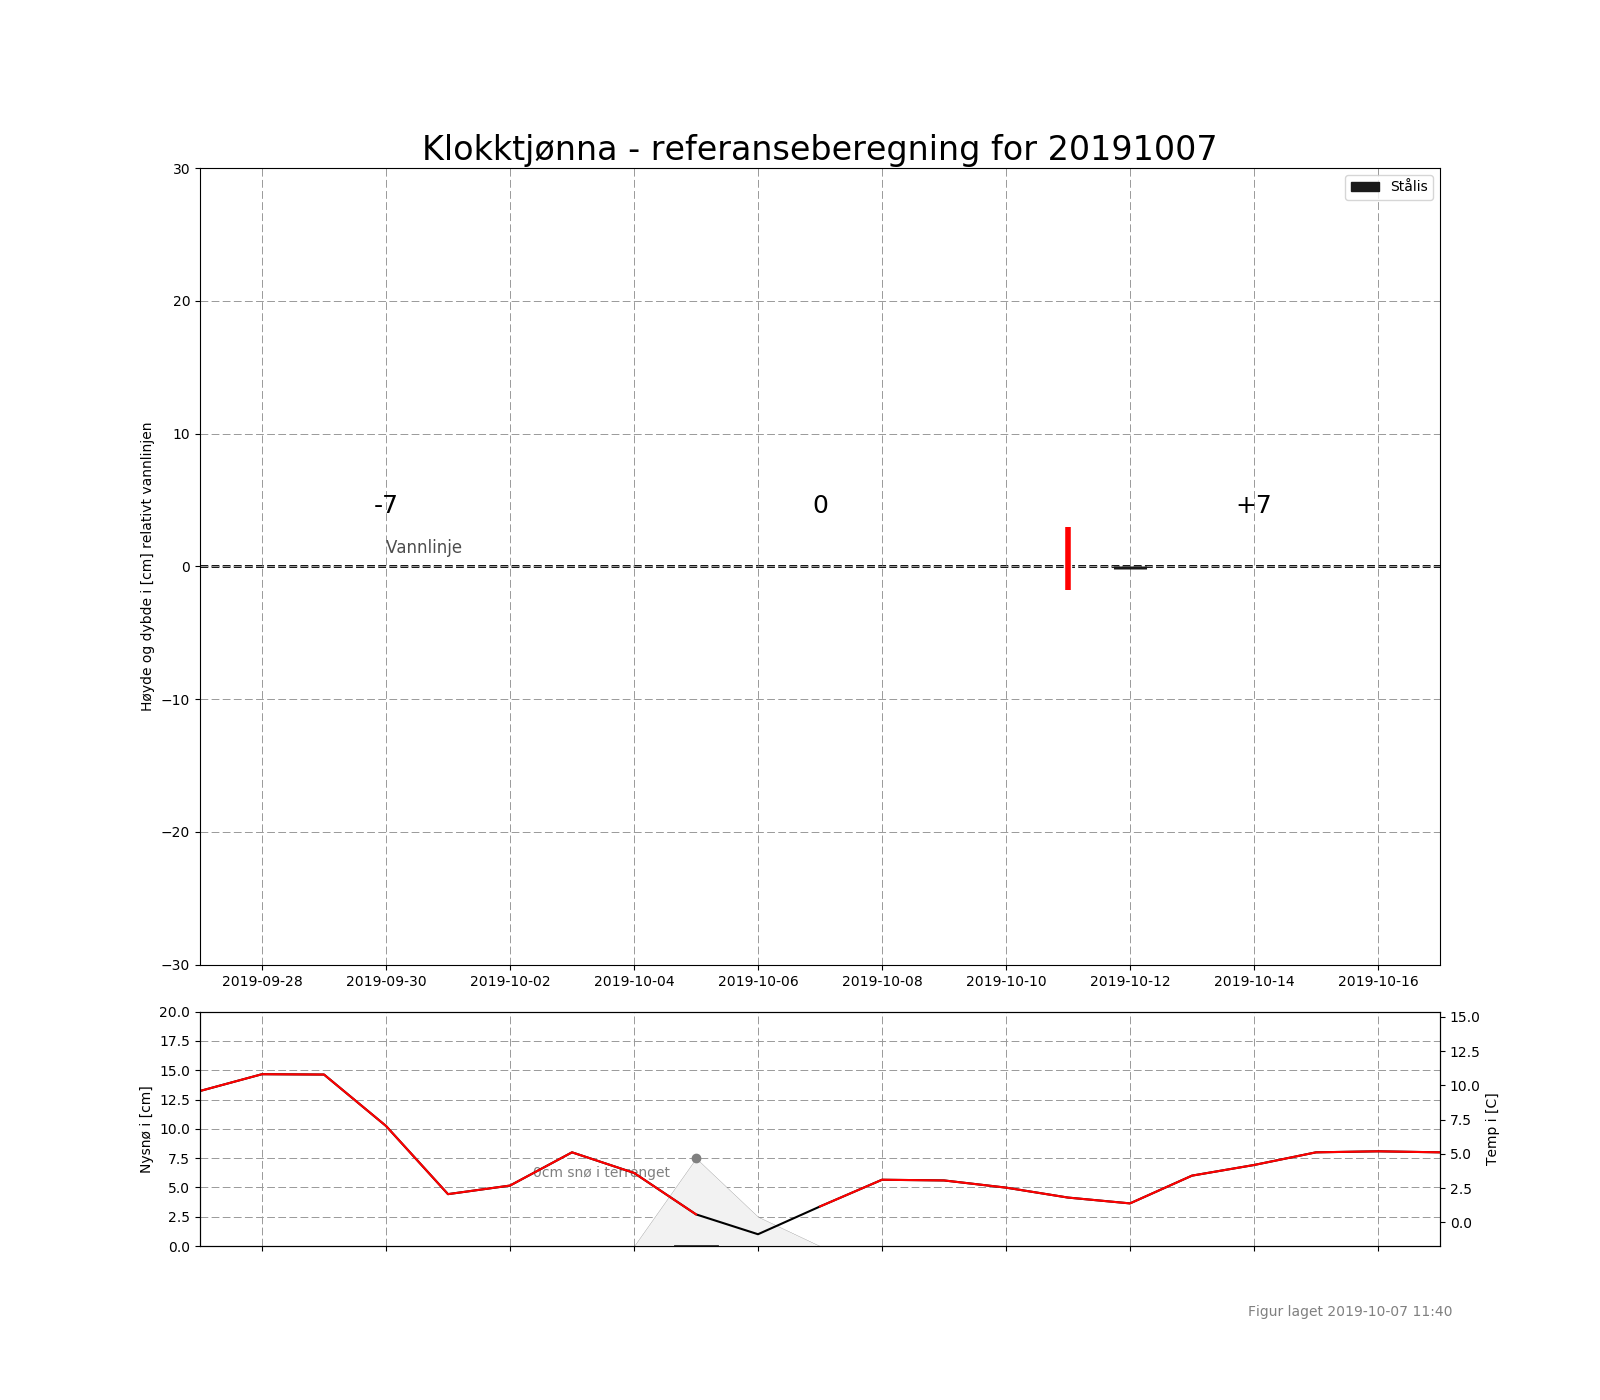 Klokktjønna - referanseberegning for 20191007
Stålis
30
20
10
0
−10
−20
−30
Høyde og dybde i [cm] relativt vannlinjen
-7
0
+7
Vannlinje
2019-09-28 2019-09-30 2019-10-02 2019-10-04 2019-10-06 2019-10-08 2019-10-10 2019-10-12 2019-10-14 2019-10-16
20.0
17.5
15.0
12.5
10.0
7.5
5.0
2.5
0.0
Nysnø i [cm]
0cm snø i terrenget
15.0
12.5
10.0
7.5
5.0
2.5
0.0
Temp i [C]
Figur laget 2019-10-07 11:40